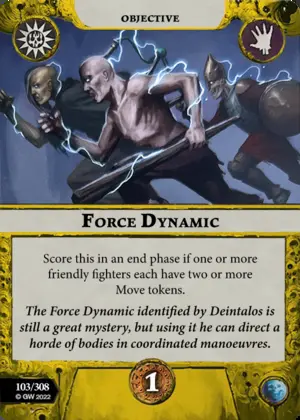 OBJECTIVE
FORCE DYNAMIC
Score this in an end phase if one or more
friendly fighters each have two or more
Move tokens.
The Force Dynamic identified by Deintalos is
still a great mystery, but using it he can direct a
horde of bodies in coordinated manoeuvres.
103/308
© GW 2022
1